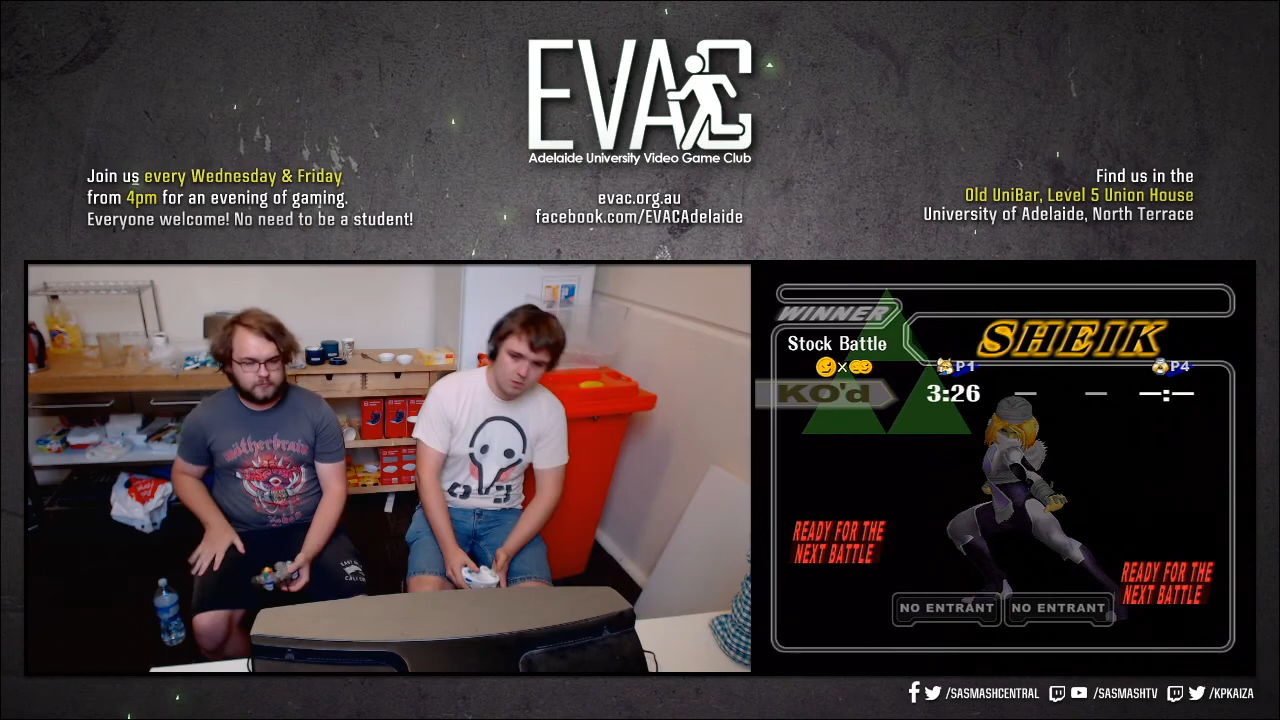 EVAC
Adelaide University Video Game Club
Join us every Wednesday & Friday
from 4pm for an evening of gaming.
Everyone welcome! No need to be a student!
evac.org.au
facebook.com/EVACAdelaide
Find us in the
Old UniBar, Level 5 Union House
University of Adelaide, North Terrace
motherbrain
WINNER
SHEIK
Stock Battle
P1
P4
KO'd
3:26
READY FOR THE
NEXT BATTLE
READY FOR THE
NEXT BATTLE
NO ENTRANT
NO ENTRANT
/SASMASHCENTRAL
/SASMASHTV
/KPKAIZA